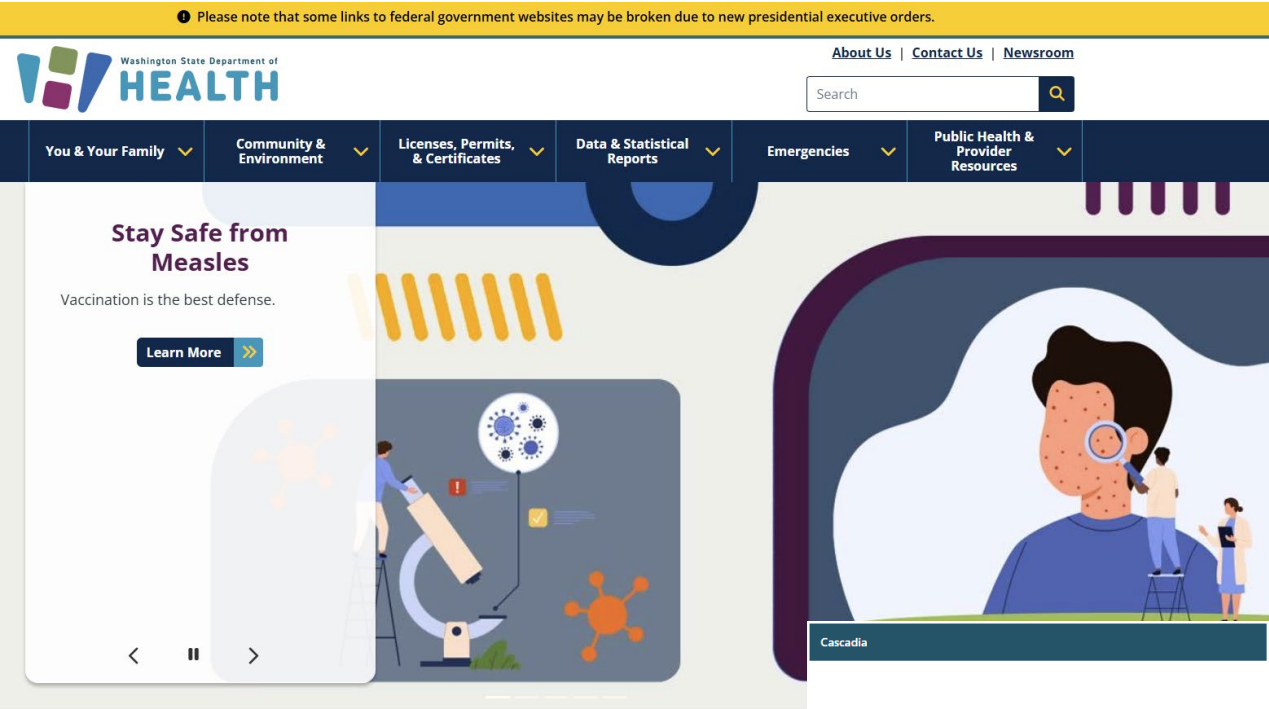 Please note that some links to federal government websites may be broken due to new presidential executive orders.
About Us | Contact Us | Newsroom
Washington State Department of
HEALTH
Search
You & Your Family
Community &
Environment
Licenses, Permits,
& Certificates
Data & Statistical
Reports
Emergencies
Public Health &
Provider
Resources
Stay Safe from
Measles
Vaccination is the best defense.
Learn More
Cascadia